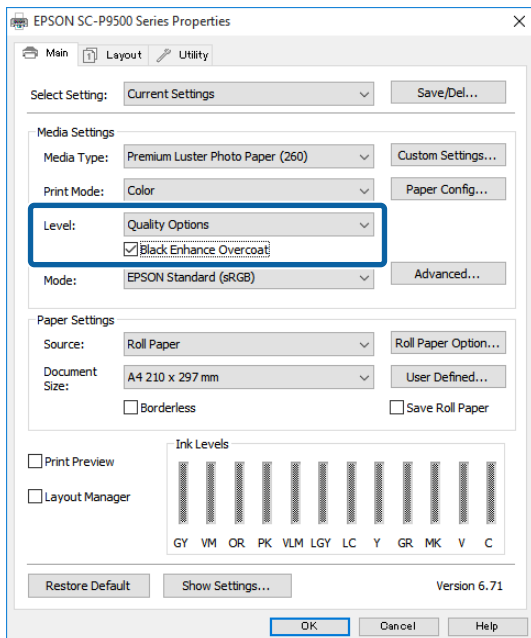 EPSON SC-P9500 Series Properties
Main Layout Utility
Select Setting: Current Settings Save/Del...
Media Settings
Media Type: Premium Luster Photo Paper (260) Custom Settings...
Print Mode: Color Paper Config...
Level: Quality Options
Black Enhance Overcoat
Mode: EPSON Standard (sRGB) Advanced...
Paper Settings
Source: Roll Paper Roll Paper Option...
Document
Size: A4 210 x 297 mm User Defined...
Borderless Save Roll Paper
Ink Levels
Print Preview
Layout Manager
GY VM OR PK VLM LGY LC Y GR MK V C
Restore Default Show Settings... Version 6.71
OK Cancel Help